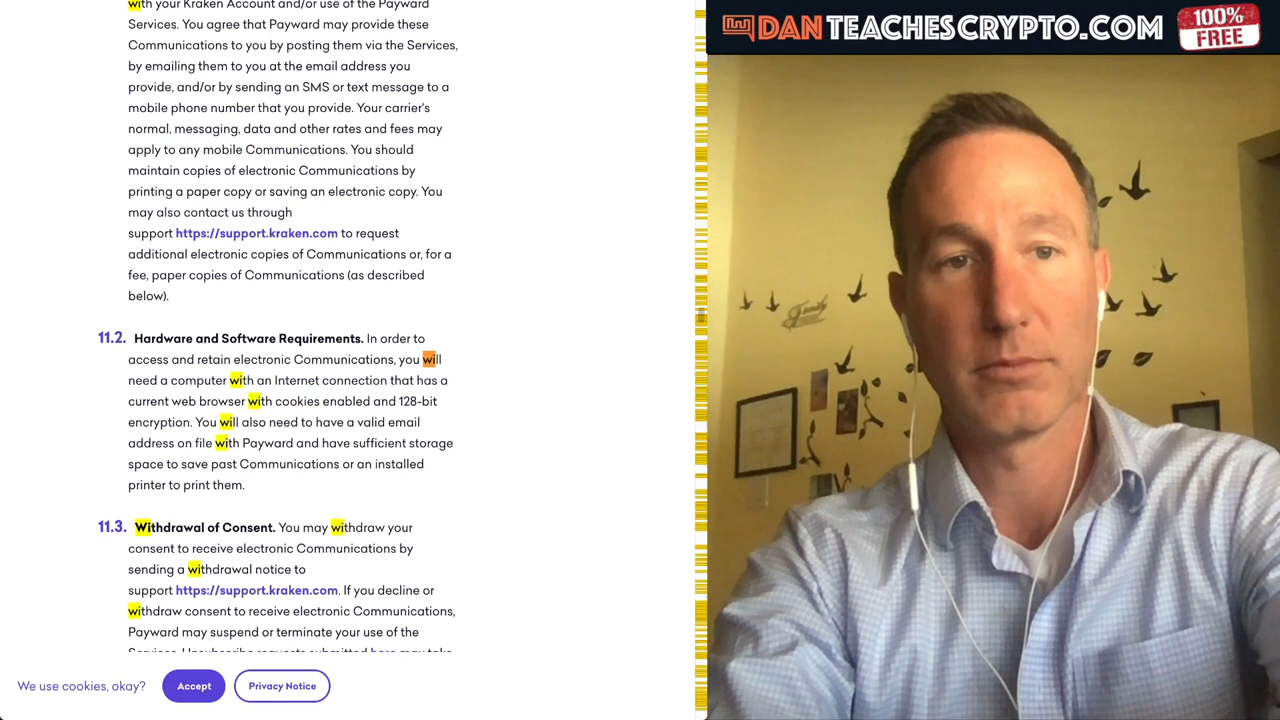 with your Kraken Account and/or use of the Payward
Services. You agree that Payward may provide these
Communications to you by posting them via the Services,
by emailing them to you at the email address you
provide, and/or by sending an SMS or text message to a
mobile phone number that you provide. Your carrier's
normal, messaging, data and other rates and fees may
apply to any mobile Communications. You should
maintain copies of electronic Communications by
printing a paper copy or saving an electronic copy. You
may also contact us through
support https://support.kraken.com to request
additional electronic copies of Communications or, for a
fee, paper copies of Communications (as described
below).
11.2. Hardware and Software Requirements. In order to
access and retain electronic Communications, you will
need a computer with an Internet connection that has a
current web browser with cookies enabled and 128-bit
encryption. You will also need to have a valid email
address on file with Payward and have sufficient storage
space to save past Communications or an installed
printer to print them.
11.3. Withdrawal of Consent. You may withdraw your
consent to receive electronic Communications by
sending a withdrawal notice to
support https://support.kraken.com. If you decline or
withdraw consent to receive electronic Communications,
Payward may suspend or terminate your use of the
Services. Unsubscribe requests submitted here may take
We use cookies, okay?
Accept
Privacy Notice
DAN TEACHESCRYPTO.COM
100%
FREE
family